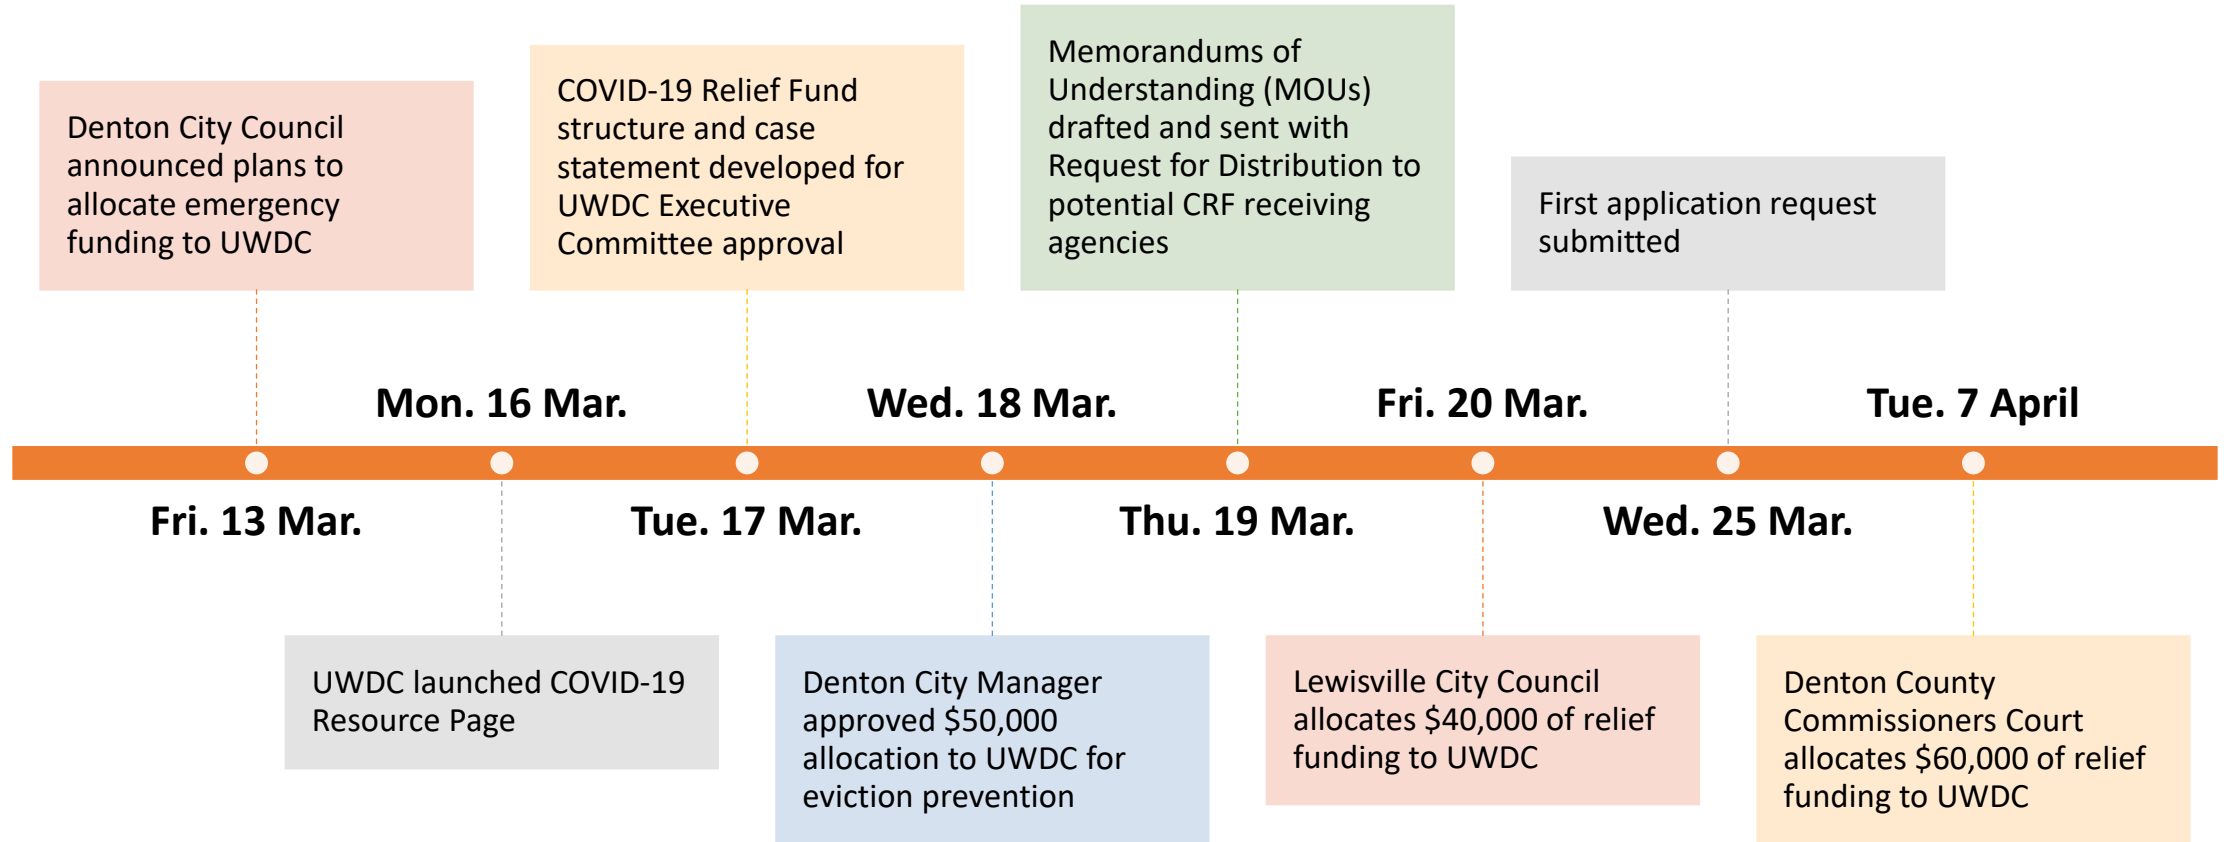 Denton City Council
announced plans to
allocate emergency
funding to UWDC
COVID-19 Relief Fund
structure and case
statement developed for
UWDC Executive
Committee approval
Memorandums of
Understanding (MOUs)
drafted and sent with
Request for Distribution to
potential CRF receiving
agencies
First application request
submitted
Mon. 16 Mar.
Wed. 18 Mar.
Fri. 20 Mar.
Tue. 7 April
Fri. 13 Mar.
Tue. 17 Mar.
Thu. 19 Mar.
Wed. 25 Mar.
UWDC launched COVID-19
Resource Page
Denton City Manager
approved $50,000
allocation to UWDC for
eviction prevention
Lewisville City Council
allocates $40,000 of relief
funding to UWDC
Denton County
Commissioners Court
allocates $60,000 of relief
funding to UWDC